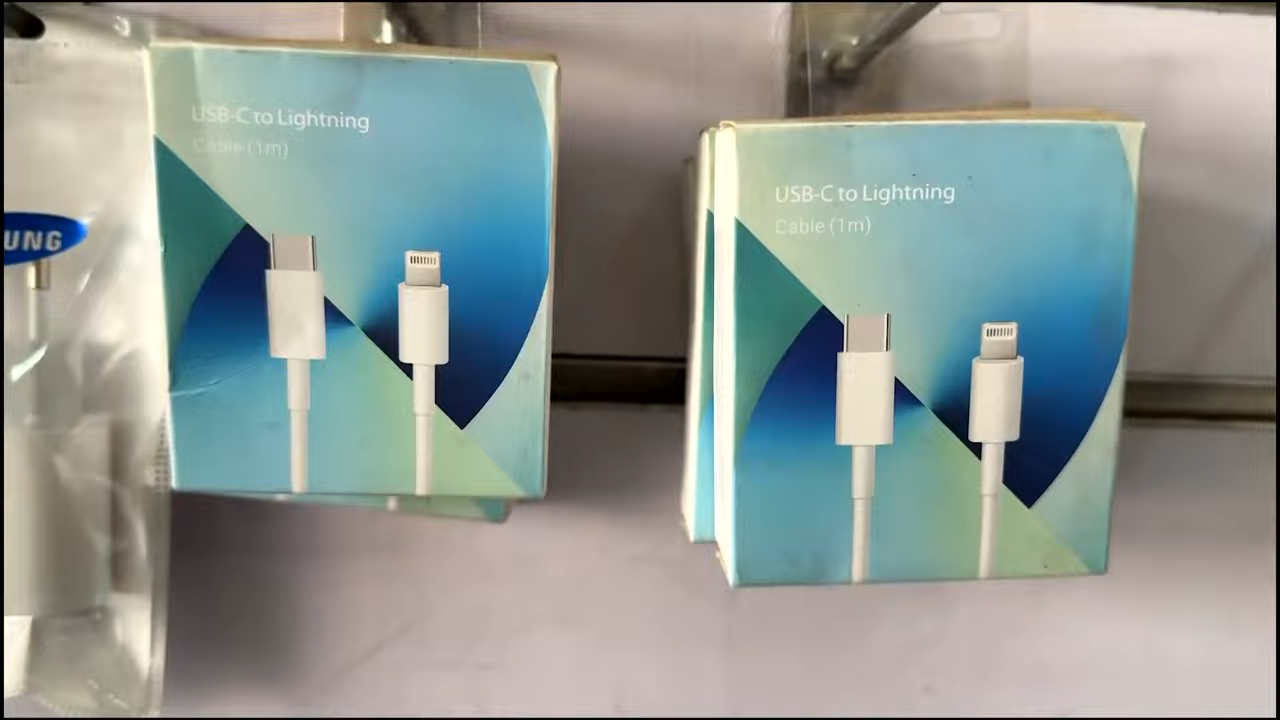 USB-C to Lightning
Cable (1m)
UNG
USB-C to Lightning
Cable (1m)